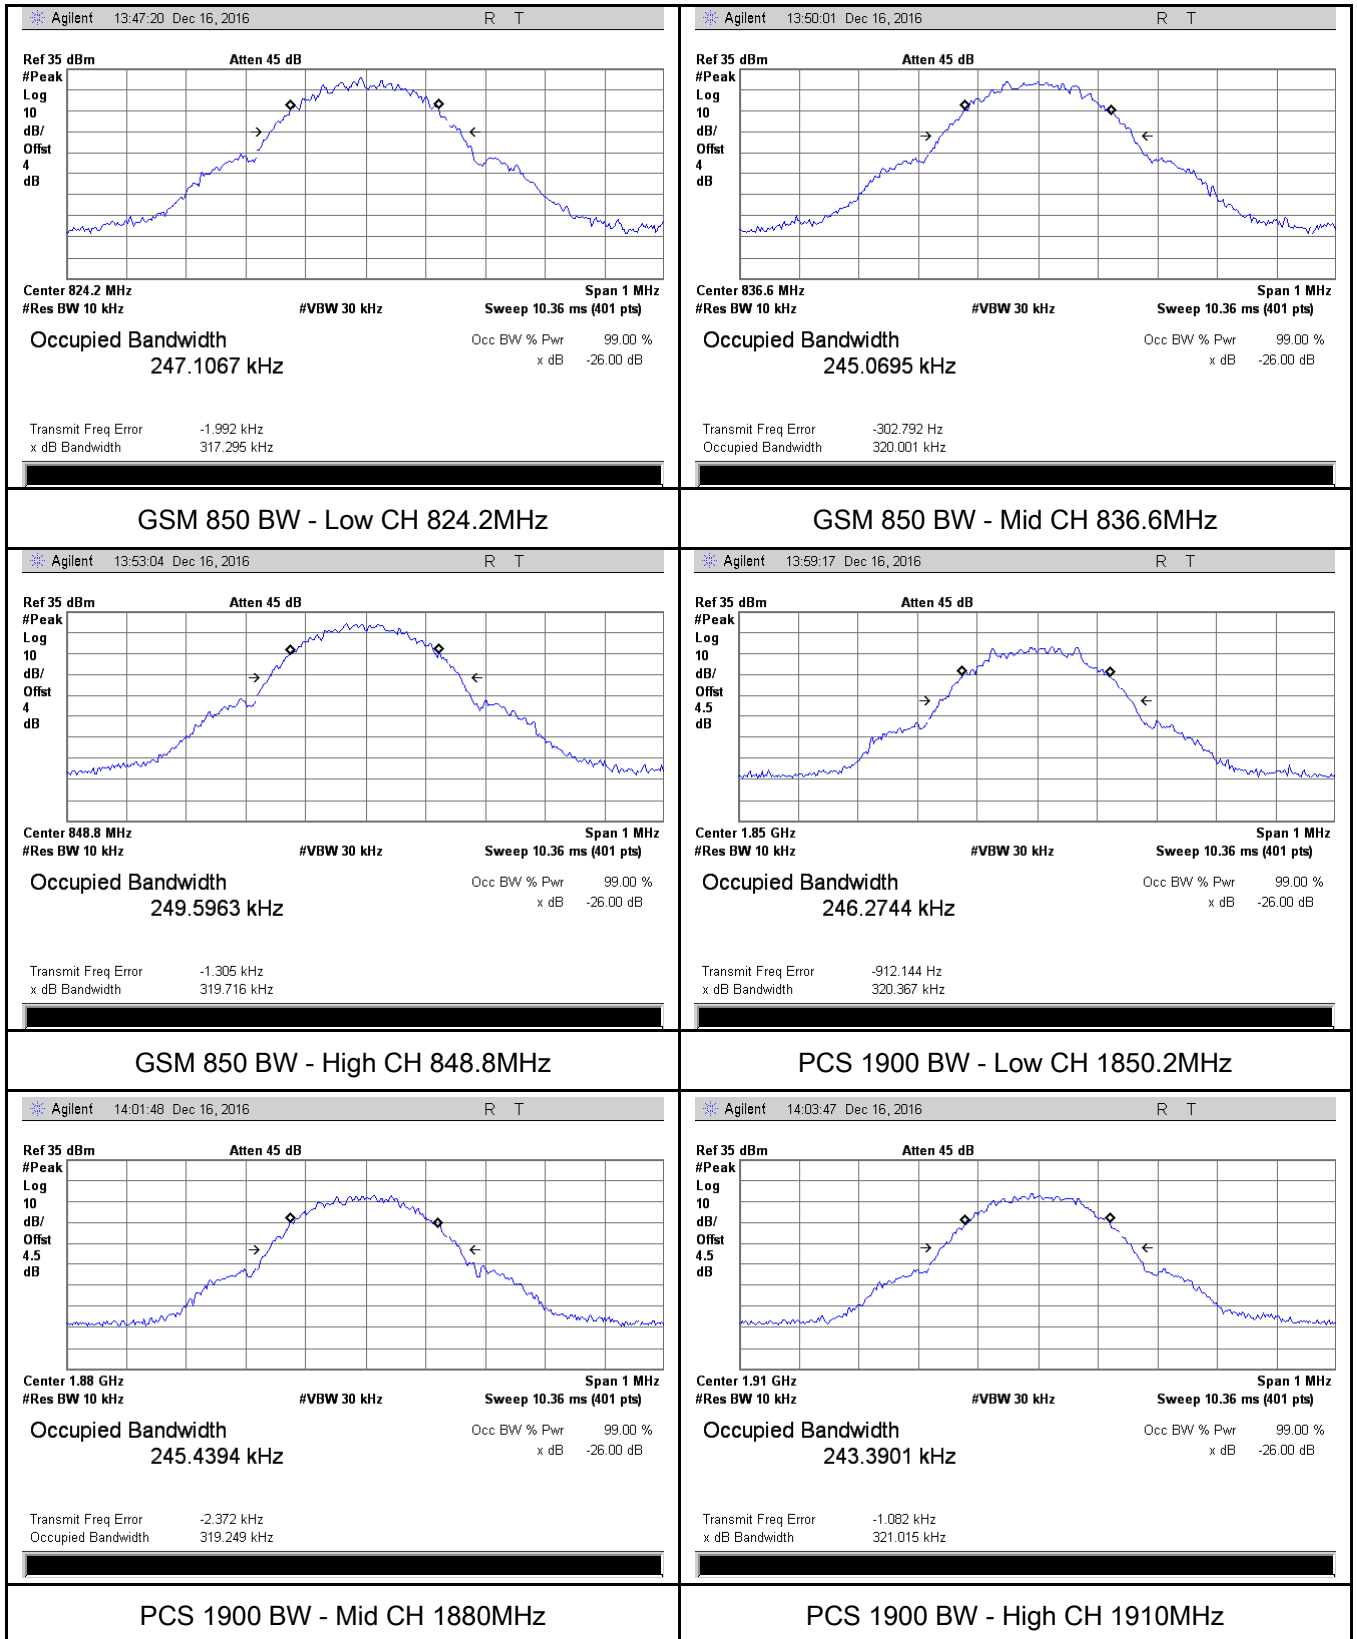 Agilent 13:47:20 Dec 16, 2016 R T
Ref 35 dBm Atten 45 dB
#Peak
Log
10
dB/
Offst
4
dB
Center 824.2 MHz Span 1 MHz
#Res BW 10 kHz #VBW 30 kHz Sweep 10.36 ms (401 pts)
Occupied Bandwidth Occ BW % Pwr 99.00 %
247.1067 kHz x dB -26.00 dB
Transmit Freq Error -1.992 kHz
x dB Bandwidth 317.295 kHz
GSM 850 BW - Low CH 824.2MHz
Agilent 13:50:01 Dec 16, 2016 R T
Ref 35 dBm Atten 45 dB
#Peak
Log
10
dB/
Offst
4
dB
Center 836.6 MHz Span 1 MHz
#Res BW 10 kHz #VBW 30 kHz Sweep 10.36 ms (401 pts)
Occupied Bandwidth Occ BW % Pwr 99.00 %
245.0695 kHz x dB -26.00 dB
Transmit Freq Error -302.792 Hz
Occupied Bandwidth 320.001 kHz
GSM 850 BW - Mid CH 836.6MHz
Agilent 13:53:04 Dec 16, 2016 R T
Ref 35 dBm Atten 45 dB
#Peak
Log
10
dB/
Offst
4
dB
Center 848.8 MHz Span 1 MHz
#Res BW 10 kHz #VBW 30 kHz Sweep 10.36 ms (401 pts)
Occupied Bandwidth Occ BW % Pwr 99.00 %
249.5963 kHz x dB -26.00 dB
Transmit Freq Error -1.305 kHz
x dB Bandwidth 319.716 kHz
GSM 850 BW - High CH 848.8MHz
Agilent 13:59:17 Dec 16, 2016 R T
Ref 35 dBm Atten 45 dB
#Peak
Log
10
dB/
Offst
4.5
dB
Center 1.85 GHz Span 1 MHz
#Res BW 10 kHz #VBW 30 kHz Sweep 10.36 ms (401 pts)
Occupied Bandwidth Occ BW % Pwr 99.00 %
246.2744 kHz x dB -26.00 dB
Transmit Freq Error -912.144 Hz
x dB Bandwidth 320.367 kHz
PCS 1900 BW - Low CH 1850.2MHz
Agilent 14:01:48 Dec 16, 2016 R T
Ref 35 dBm Atten 45 dB
#Peak
Log
10
dB/
Offst
4.5
dB
Center 1.88 GHz Span 1 MHz
#Res BW 10 kHz #VBW 30 kHz Sweep 10.36 ms (401 pts)
Occupied Bandwidth Occ BW % Pwr 99.00 %
245.4394 kHz x dB -26.00 dB
Transmit Freq Error -2.372 kHz
Occupied Bandwidth 319.249 kHz
PCS 1900 BW - Mid CH 1880MHz
Agilent 14:03:47 Dec 16, 2016 R T
Ref 35 dBm Atten 45 dB
#Peak
Log
10
dB/
Offst
4.5
dB
Center 1.91 GHz Span 1 MHz
#Res BW 10 kHz #VBW 30 kHz Sweep 10.36 ms (401 pts)
Occupied Bandwidth Occ BW % Pwr 99.00 %
243.3901 kHz x dB -26.00 dB
Transmit Freq Error -1.082 kHz
x dB Bandwidth 321.015 kHz
PCS 1900 BW - High CH 1910MHz